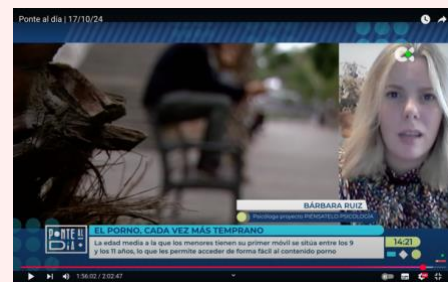 Ponte al día | 17/10/24
BÁRBARA RUIZ
Psicóloga proyecto PIÉNSATELO PSICOLOGÍA
PONTE AL DÍA
EL PORNO, CADA VEZ MÁS TEMPRANO
La edad media a la que los menores tienen su primer móvil se sitúa entre los 9
y los 11 años, lo que les permite acceder de forma fácil al contenido porno
14:21
1:56:02 / 2:02:47